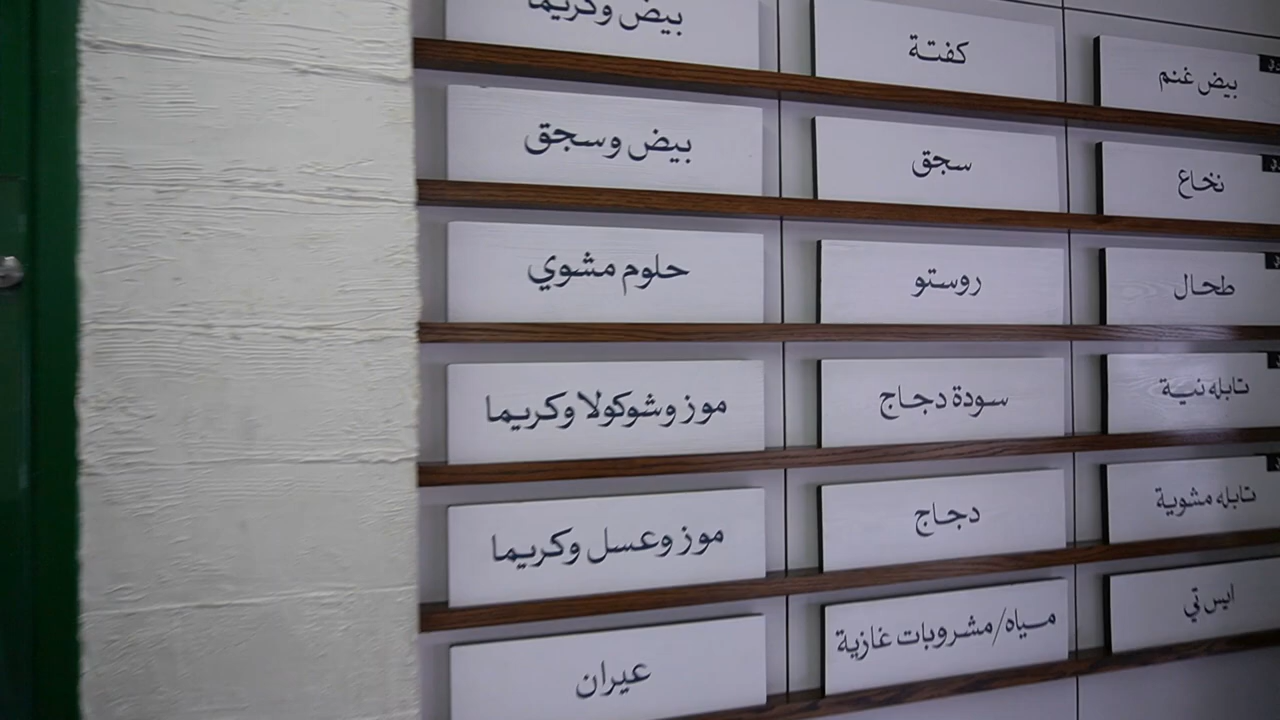 بيض وكريما
بيض وسجق
حلوم مشوي
موز وشوكولا وكريما
موز وعسل وكريما
عيران
كفتة
سجق
روستو
سودة دجاج
دجاج
مياه/مشروبات غازية
بيض غنم
نخاع
طحال
تابله نية
تابله مشوية
ايس تي